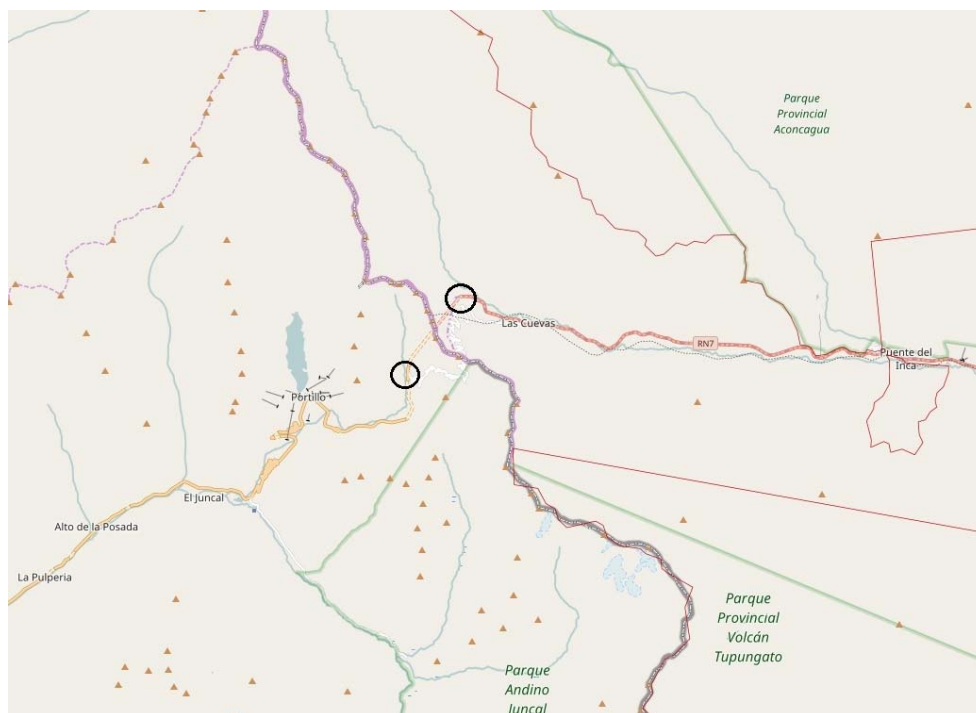 Parque
Provincial
Aconcagua
Las Cuevas
RN7
Puente del
Inca
Portillo
El Juncal
Alto de la Posada
La Pulperia
Parque
Provincial
Volcán
Tupungato
Parque
Andino
Juncal